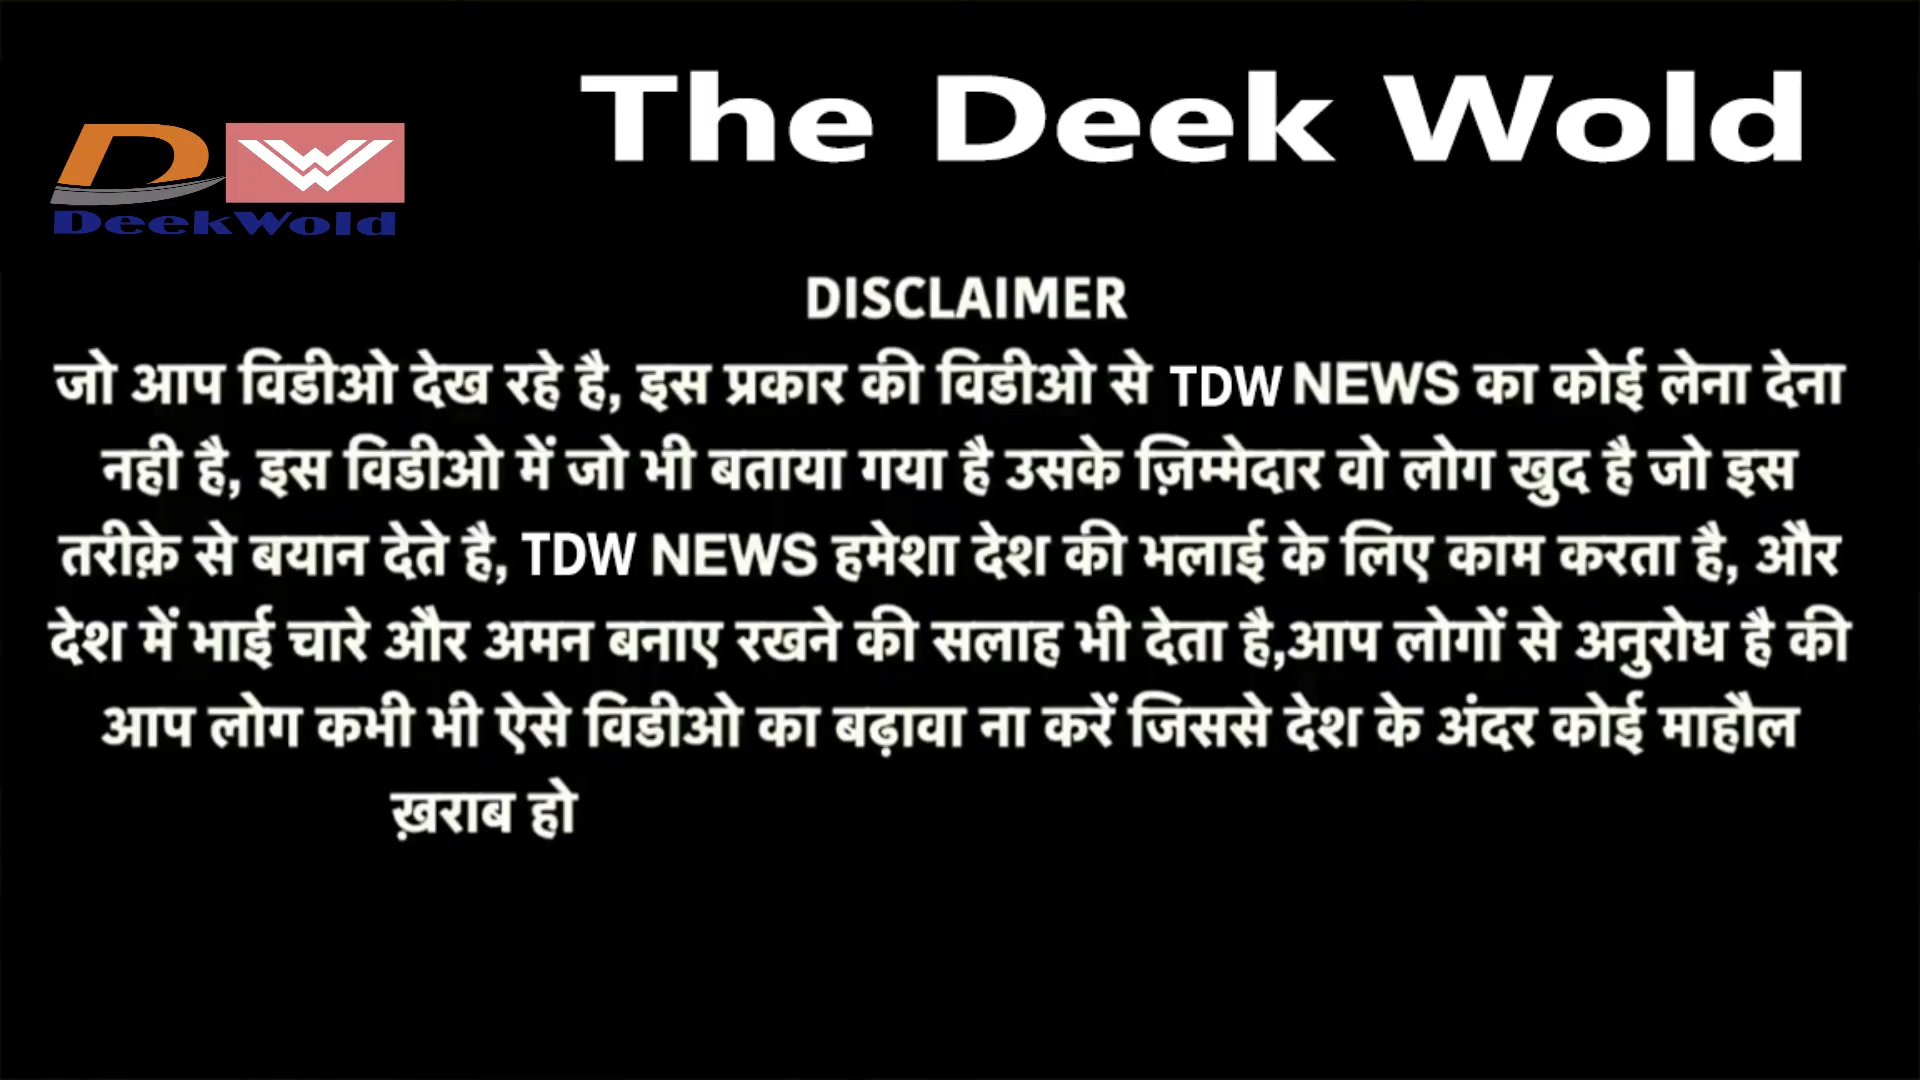 The Deek Wold
DW
DeekWold
DISCLAIMER
जो आप विडीओ देख रहे है, इस प्रकार की विडीओ से TDW NEWS का कोई लेना देना
नही है, इस विडीओ में जो भी बताया गया है उसके ज़िम्मेदार वो लोग खुद है जो इस
तरीक़े से बयान देते है, TDW NEWS हमेशा देश की भलाई के लिए काम करता है, और
देश में भाई चारे और अमन बनाए रखने की सलाह भी देता है,आप लोगों से अनुरोध है की
आप लोग कभी भी ऐसे विडीओ का बढ़ावा ना करें जिससे देश के अंदर कोई माहौल
ख़राब हो